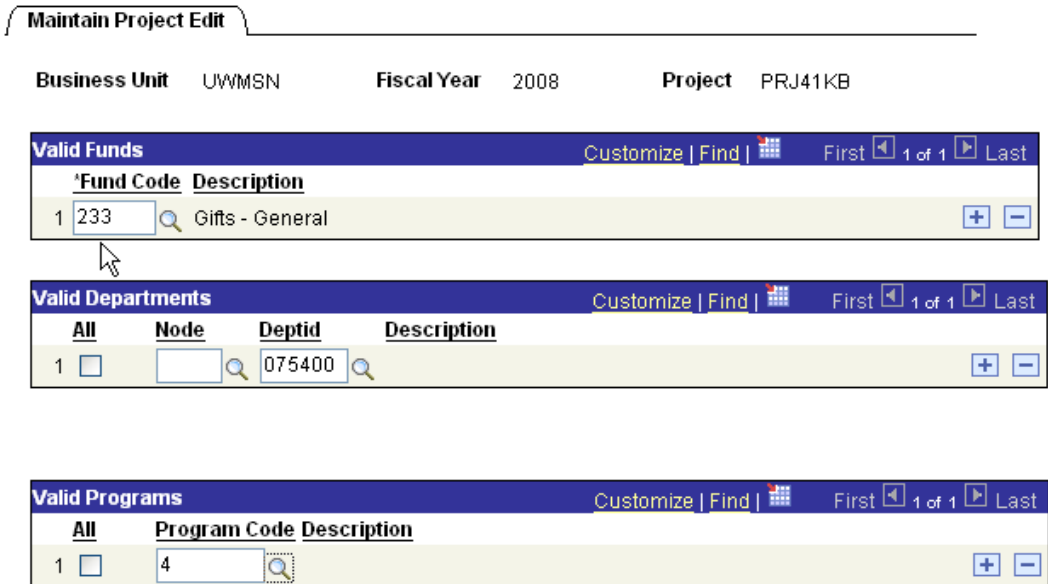 Maintain Project Edit
Business Unit UWMSN Fiscal Year 2008 Project PRJ41KB
Valid Funds Customize | Find | First 1 of 1 Last
*Fund Code Description
1 233 Gifts - General
Valid Departments Customize | Find | First 1 of 1 Last
All Node Deptid Description
1 075400
Valid Programs Customize | Find | First 1 of 1 Last
All Program Code Description
1 4